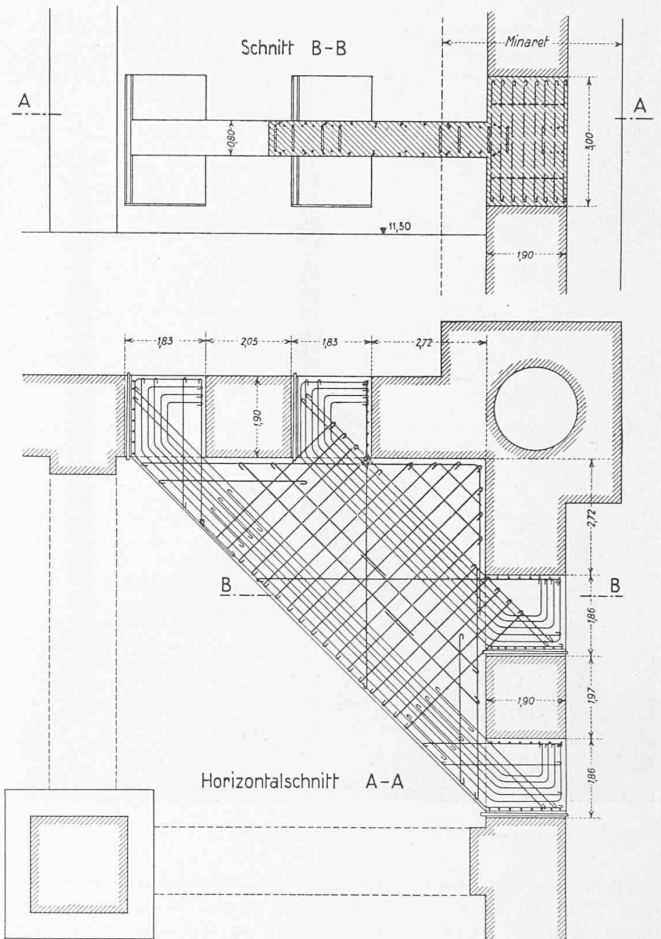 Schnitt B-B
Minaret
A
A
0,80
3,00
11,30
1,90
1,83
2,05
1,83
2,72
1,90
2,72
B
B
1,86
1,97
1,90
1,86
Horizontalschnitt A-A